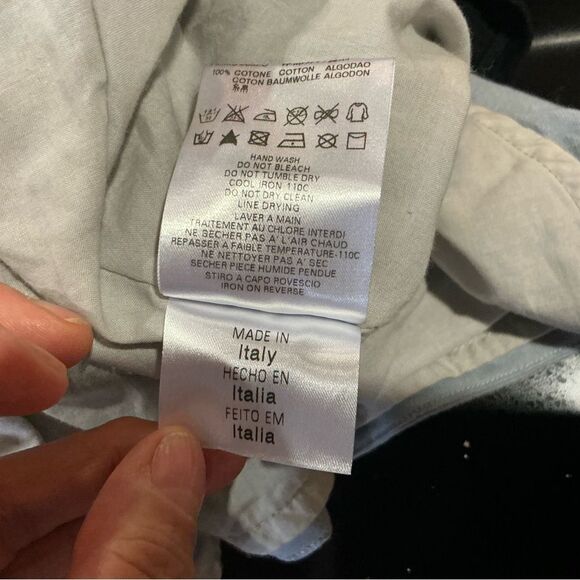 100% COTONE COTTON ALGODAO
COTON BAUMWOLLE ALGODON
HAND WASH
DO NOT BLEACH
DO NOT TUMBLE DRY
COOL IRON 110C
DO NOT DRY CLEAN
LINE DRYING
LAVER A MAIN
TRAITEMENT AU CHLORE INTERDI
NE SECHER PAS A' L'AIR CHAUD
REPASSER A FAIBLE TEMPERATURE-110C
NE NETTOYER PAS A' SEC
SECHER PIECE HUMIDE PENDUE
STIRO A CAPO ROVESCIO
IRON ON REVERSE
MADE IN
Italy
HECHO EN
Italia
FEITO EM
Italia